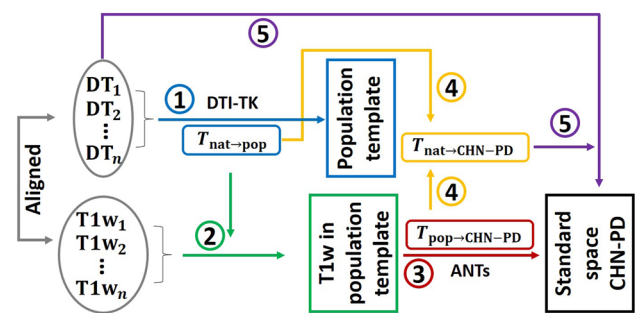 5
DT1
DT2
...
DTn
1
DTI-TK
Tnat→pop
Population
template
4
Tnat→CHN−PD
5
Aligned
T1w1
T1w2
...
T1wn
2
T1w in
population
template
4
Tpop→CHN−PD
3
ANTs
Standard
space
CHN-PD